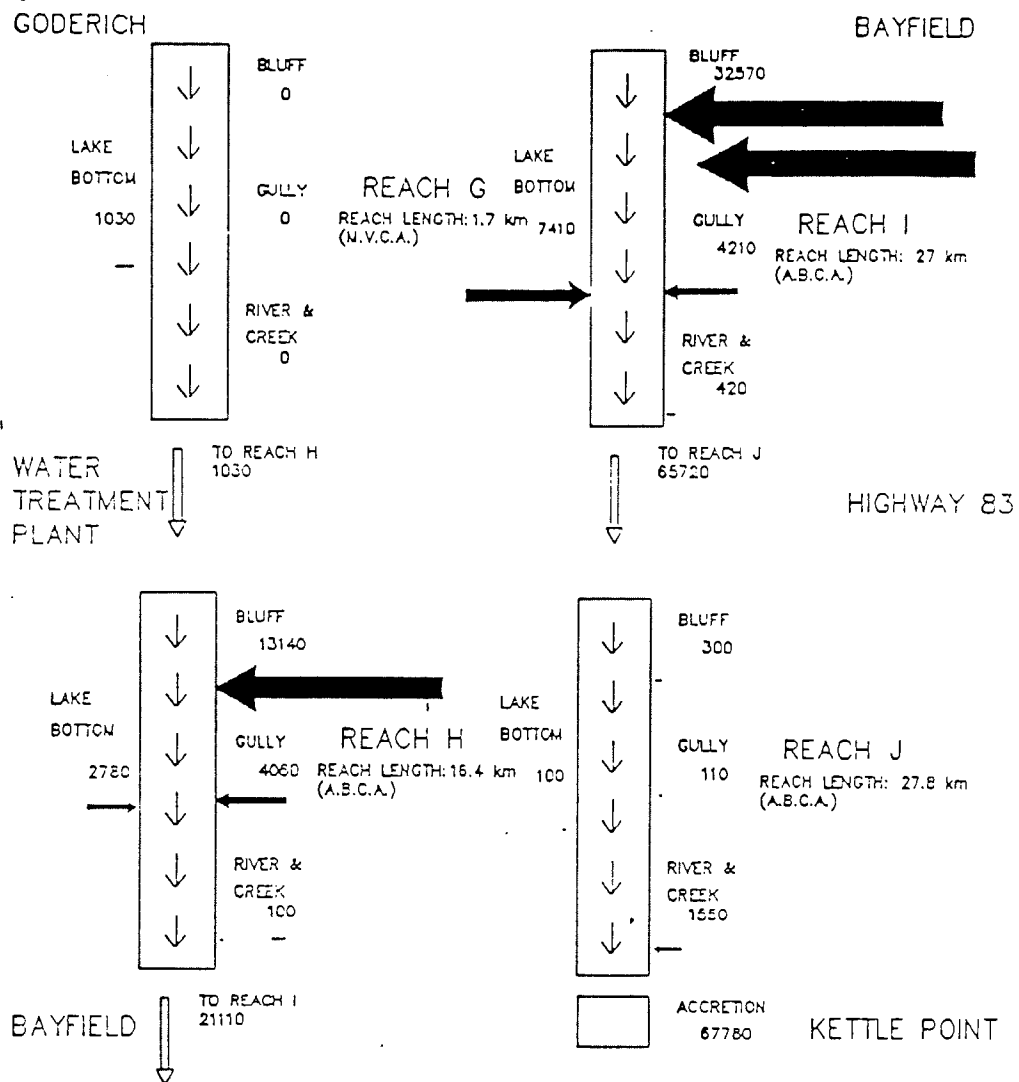 GODERICH
BLUFF
0
LAKE
BOTTOM
1030
GULLY
0
REACH G
REACH LENGTH: 1.7 km
(M.V.C.A.)
RIVER &
CREEK
0
TO REACH H
1030
WATER
TREATMENT
PLANT
BAYFIELD
BLUFF
32570
LAKE
BOTTOM
7410
GULLY
4210
REACH I
REACH LENGTH: 27 km
(A.B.C.A.)
RIVER &
CREEK
420
TO REACH J
65720
HIGHWAY 83
BLUFF
13140
LAKE
BOTTOM
2780
GULLY
4060
REACH H
REACH LENGTH: 16.4 km
(A.B.C.A.)
RIVER &
CREEK
100
TO REACH I
21110
BAYFIELD
BLUFF
300
LAKE
BOTTOM
100
GULLY
110
REACH J
REACH LENGTH: 27.8 km
(A.B.C.A.)
RIVER &
CREEK
1550
ACCRETION
67780
KETTLE POINT